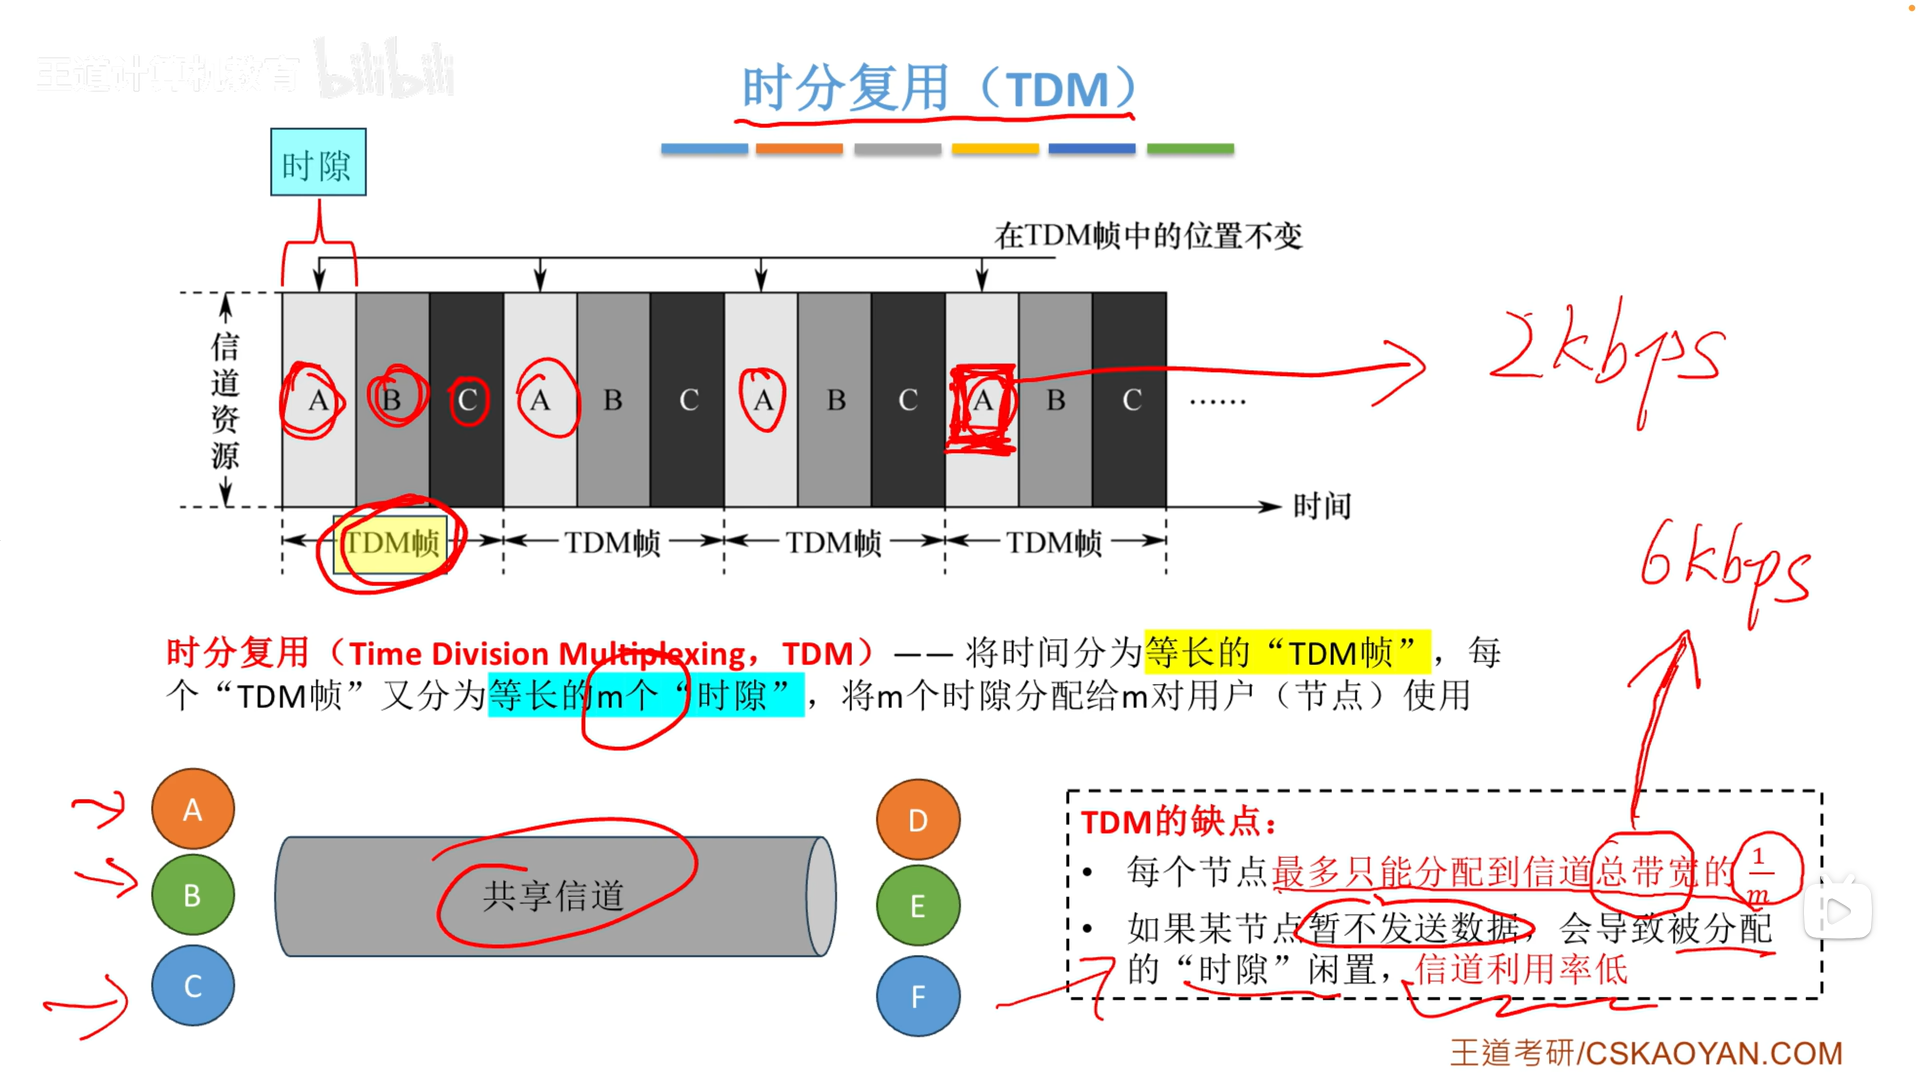 王道计算机教育 bilibili
时分复用（TDM）
时隙
在TDM帧中的位置不变
信道资源
A B C A B C A B C A B C ……
2kbps
时间
TDM帧 TDM帧 TDM帧 TDM帧
6kbps
时分复用（Time Division Multiplexing，TDM）—— 将时间分为等长的“TDM帧”，每
个“TDM帧”又分为等长的m个“时隙”，将m个时隙分配给m对用户（节点）使用
A
B
C
共享信道
D
E
F
TDM的缺点：
• 每个节点最多只能分配到信道总带宽的 1/m
• 如果某节点暂不发送数据，会导致被分配
的“时隙”闲置，信道利用率低
王道考研/CSKAOYAN.COM